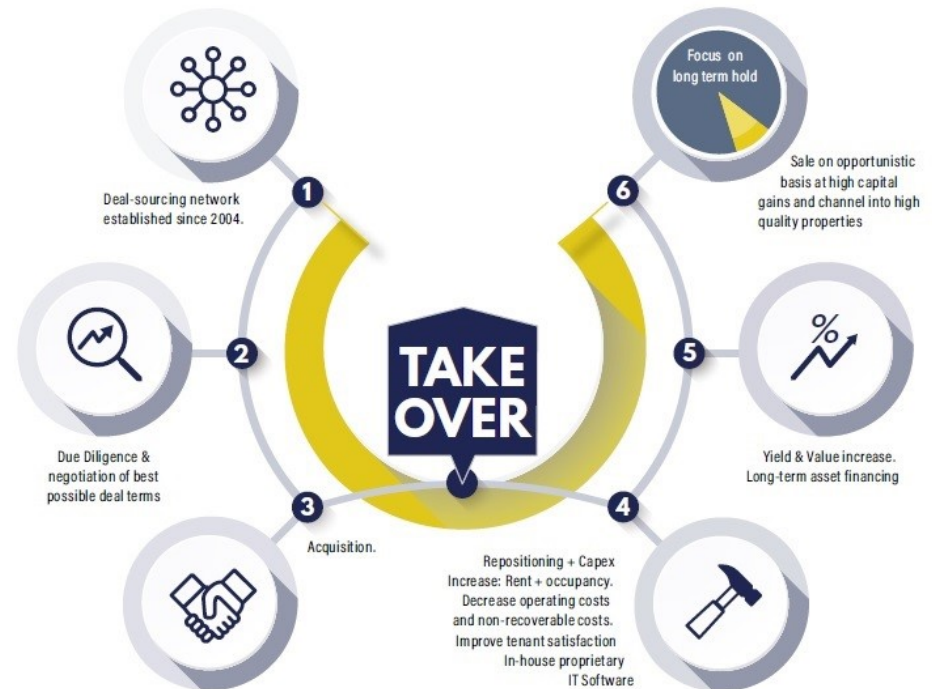 1
Deal-sourcing network
established since 2004.
2
Due Diligence &
negotiation of best
possible deal terms
3
Acquisition.
TAKE
OVER
4
Repositioning + Capex
Increase: Rent + occupancy.
Decrease operating costs
and non-recoverable costs.
Improve tenant satisfaction
In-house proprietary
IT Software
5
%
Yield & Value increase.
Long-term asset financing
6
Focus on
long term hold
Sale on opportunistic
basis at high capital
gains and channel into high
quality properties